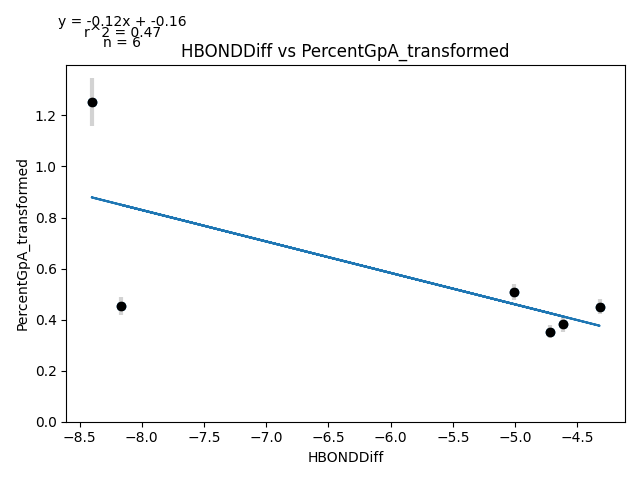 y = -0.12x + -0.16
r^2 = 0.47
n = 6
HBONDDiff vs PercentGpA_transformed
PercentGpA_transformed
1.2
1.0
0.8
0.6
0.4
0.2
0.0
−8.5 −8.0 −7.5 −7.0 −6.5 −6.0 −5.5 −5.0 −4.5
HBONDDiff